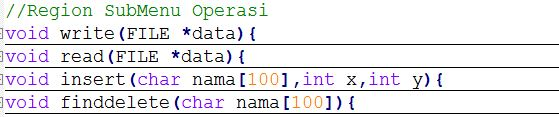 //Region SubMenu Operasi
void write(FILE *data){
void read(FILE *data){
void insert(char nama[100],int x,int y){
void finddelete(char nama[100]){